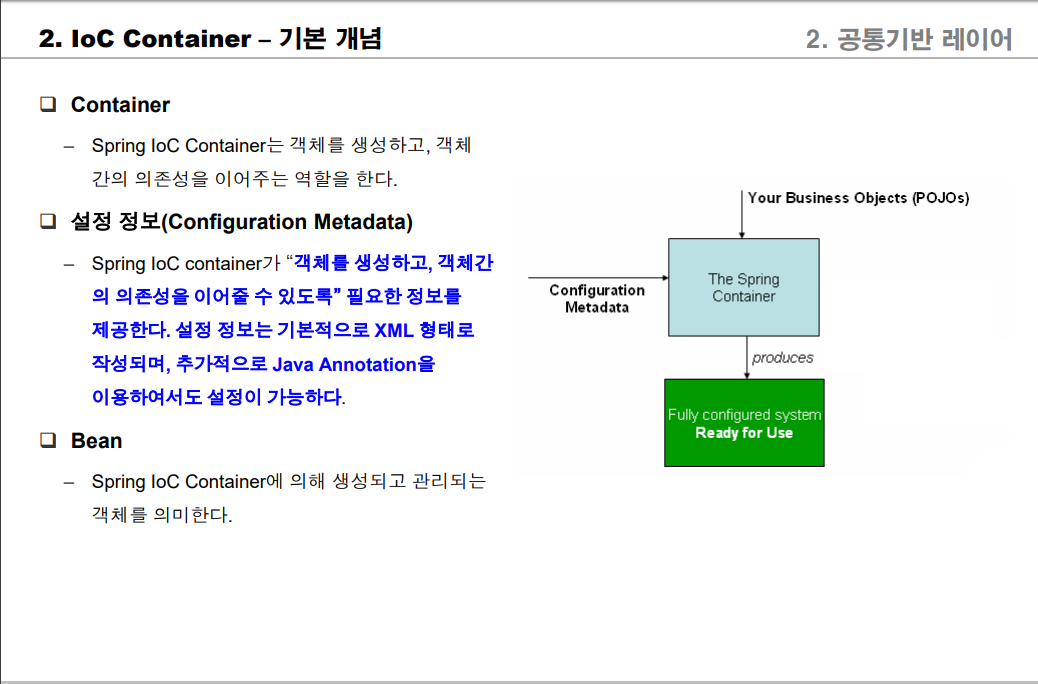 2. IoC Container – 기본 개념
2. 공통기반 레이어
❑ Container
– Spring IoC Container는 객체를 생성하고, 객체
간의 의존성을 이어주는 역할을 한다.
❑ 설정 정보(Configuration Metadata)
– Spring IoC container가 “객체를 생성하고, 객체간
의 의존성을 이어줄 수 있도록” 필요한 정보를
제공한다. 설정 정보는 기본적으로 XML 형태로
작성되며, 추가적으로 Java Annotation을
이용하여서도 설정이 가능하다.
❑ Bean
– Spring IoC Container에 의해 생성되고 관리되는
객체를 의미한다.
Your Business Objects (POJOs)
Configuration
Metadata
The Spring
Container
produces
Fully configured system
Ready for Use